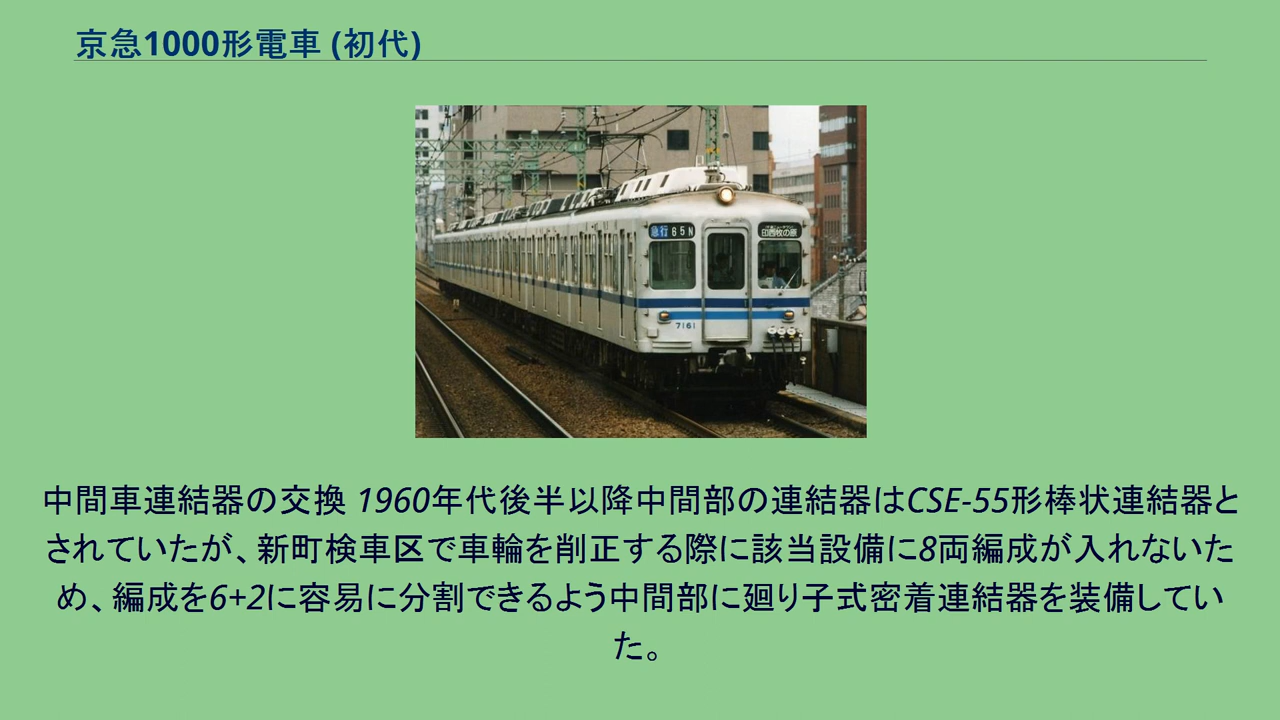 京急1000形電車 (初代)
急行 65N
印西牧の原
7161
中間車連結器の交換 1960年代後半以降中間部の連結器はCSE-55形棒状連結器と
されていたが、新町検車区で車輪を削正する際に該当設備に8両編成が入れないた
め、編成を6+2に容易に分割できるよう中間部に廻り子式密着連結器を装備してい
た。